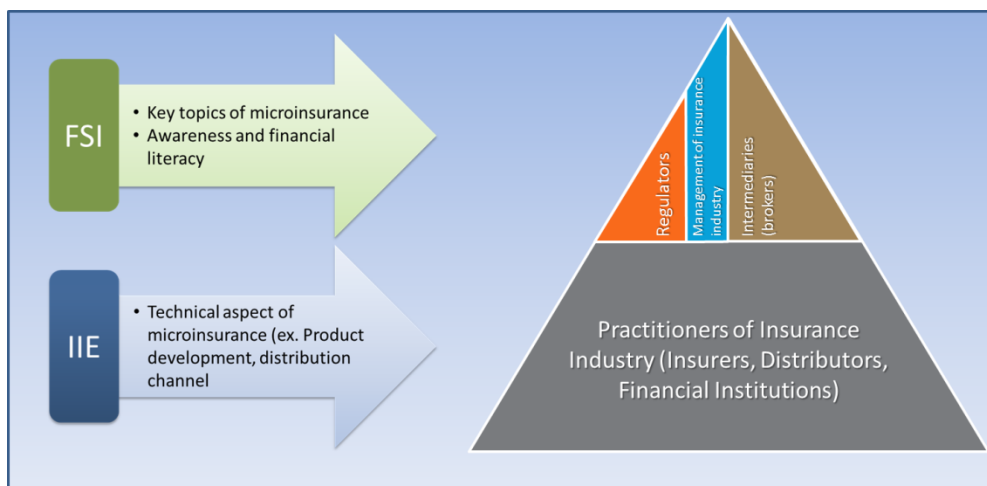 FSI
• Key topics of microinsurance
• Awareness and financial
literacy
IIE
• Technical aspect of
microinsurance (ex. Product
development, distribution
channel
Regulators
Management of insurance
industry
Intermediaries
(brokers)
Practitioners of Insurance
Industry (Insurers, Distributors,
Financial Institutions)